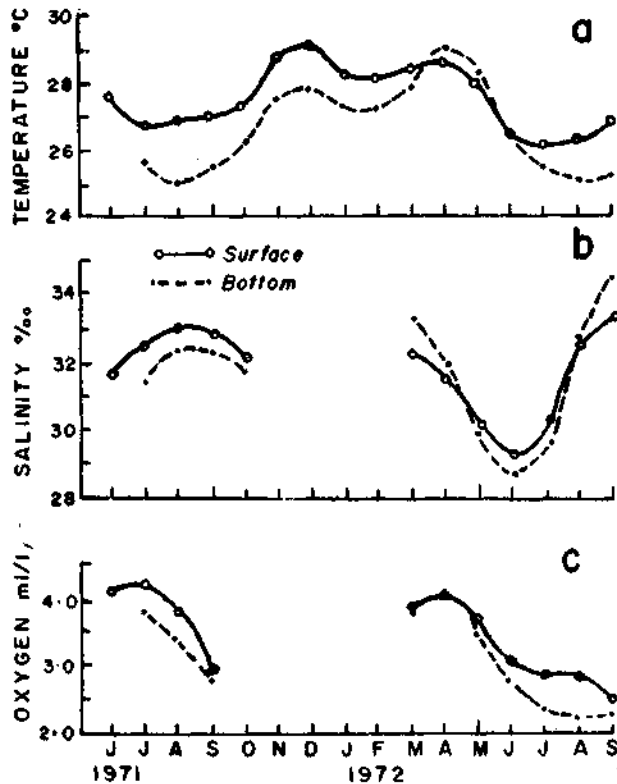 a
TEMPERATURE °C
28
26
24
b
Surface
Bottom
SALINITY ‰
34
32
30
28
c
OXYGEN ml/l,
4·0
3·0
2·0
J J A S O N D J F M A M J J A S
1971 1972